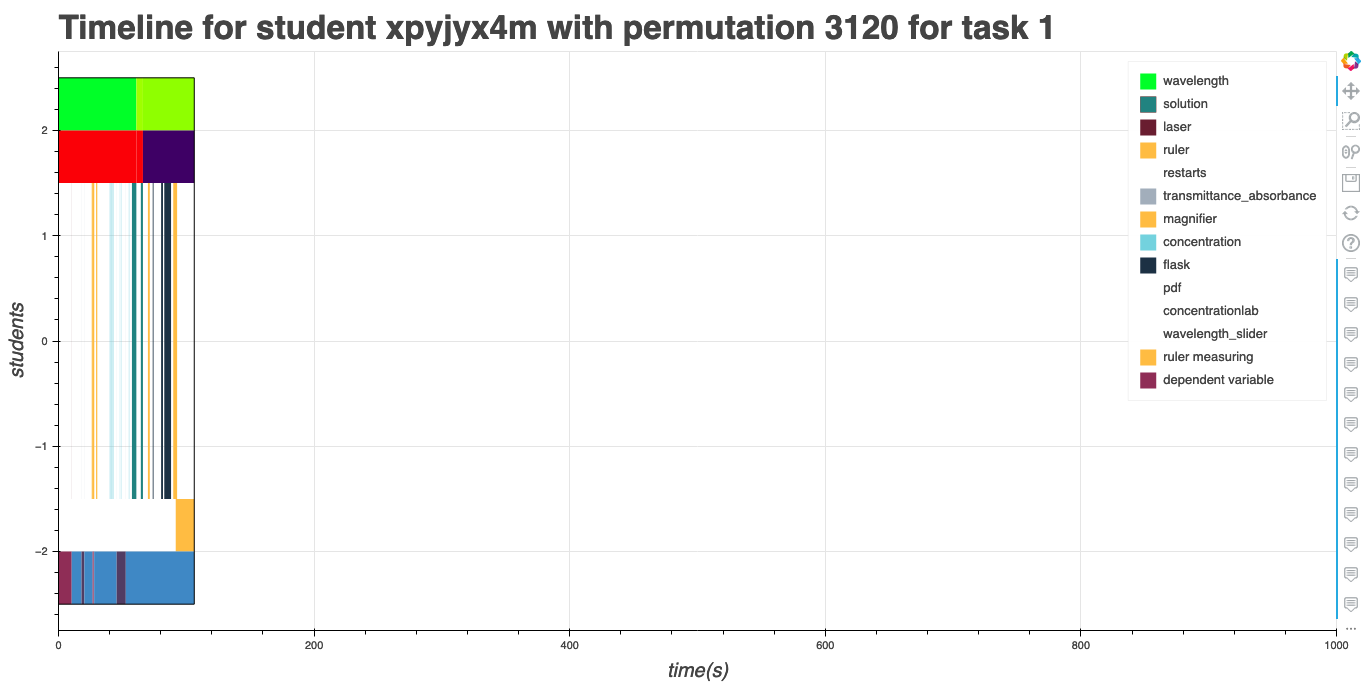 Timeline for student xpyjyx4m with permutation 3120 for task 1
wavelength
solution
laser
ruler
restarts
transmittance_absorbance
magnifier
concentration
flask
pdf
concentrationlab
wavelength_slider
ruler measuring
dependent variable
students
2
1
0
−1
−2
0
200
400
600
800
1000
time(s)